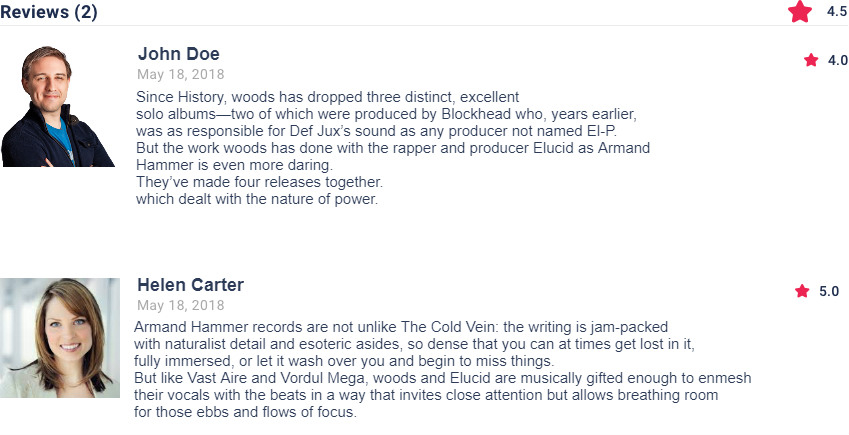 Reviews (2)
4.5
John Doe
4.0
May 18, 2018
Since History, woods has dropped three distinct, excellent
solo albums—two of which were produced by Blockhead who, years earlier,
was as responsible for Def Jux’s sound as any producer not named El-P.
But the work woods has done with the rapper and producer Elucid as Armand
Hammer is even more daring.
They’ve made four releases together.
which dealt with the nature of power.
Helen Carter
5.0
May 18, 2018
Armand Hammer records are not unlike The Cold Vein: the writing is jam-packed
with naturalist detail and esoteric asides, so dense that you can at times get lost in it,
fully immersed, or let it wash over you and begin to miss things.
But like Vast Aire and Vordul Mega, woods and Elucid are musically gifted enough to enmesh
their vocals with the beats in a way that invites close attention but allows breathing room
for those ebbs and flows of focus.